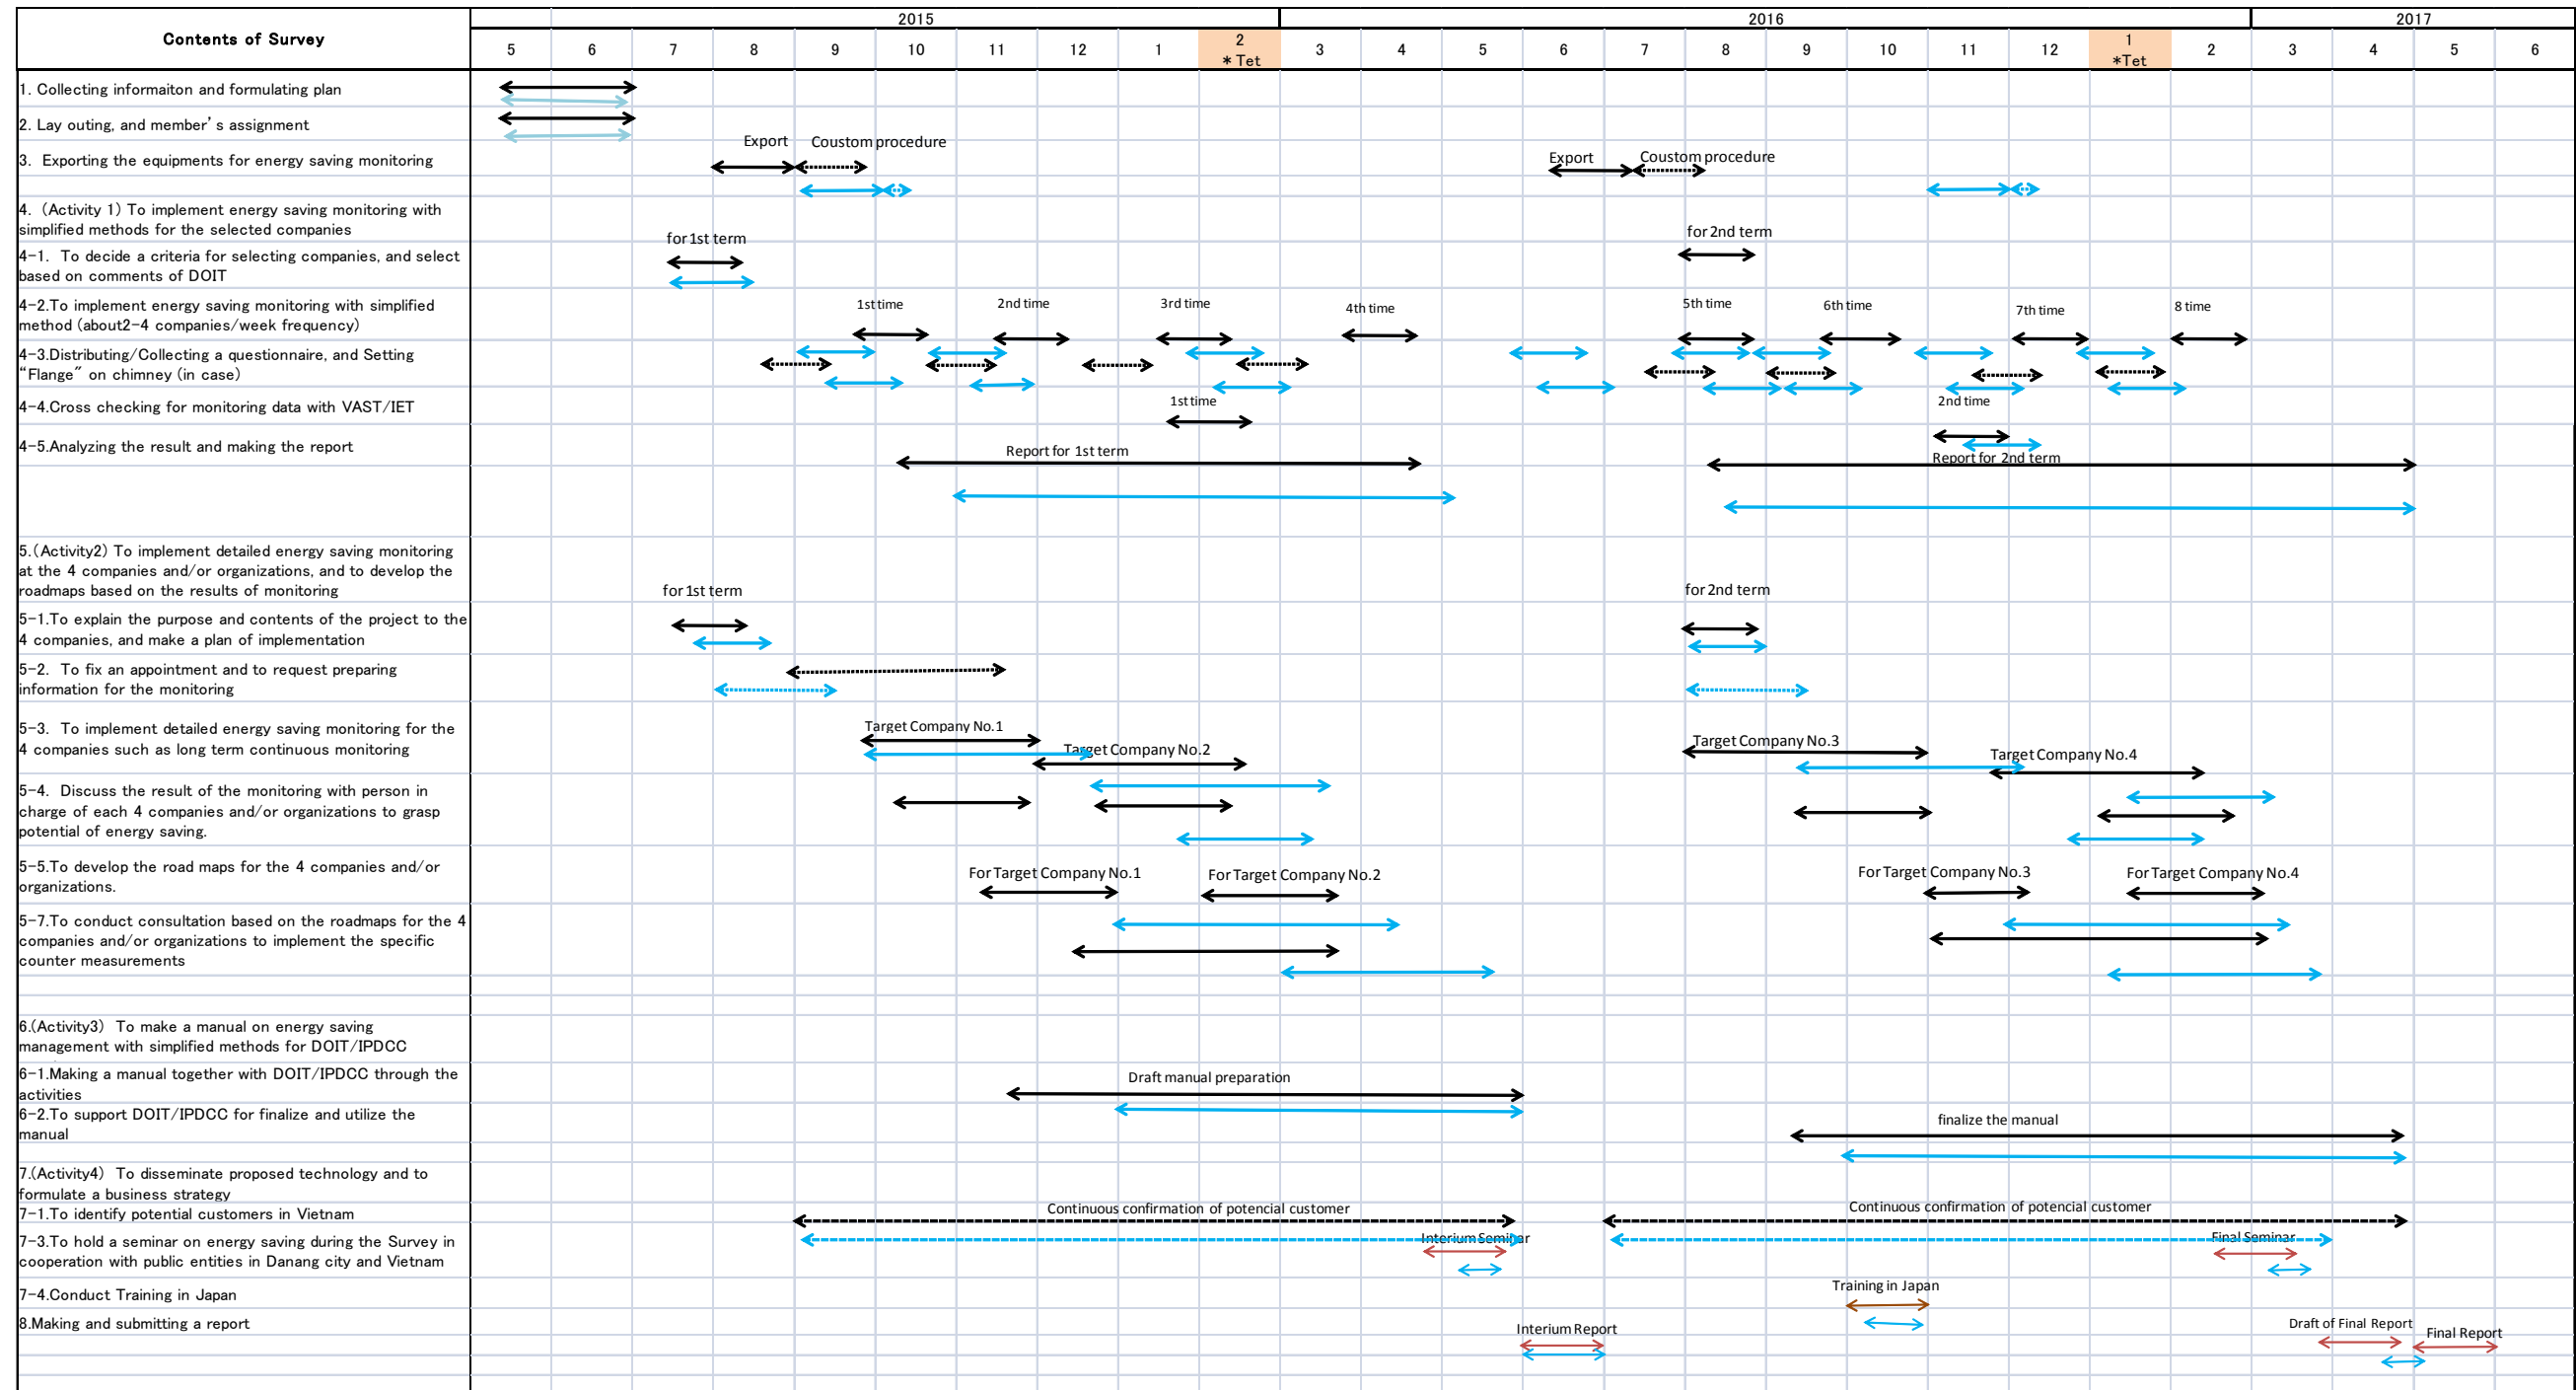 Contents of Survey
2015
2016
2017
5 6 7 8 9 10 11 12 1 2 3 4 5 6 7 8 9 10 11 12 1 2 3 4 5 6
* Tet
*Tet
1. Collecting informaiton and formulating plan
2. Lay outing, and member's assignment
Export
Coustom procedure
3. Exporting the equipments for energy saving monitoring
Export
Coustom procedure
4. (Activity 1) To implement energy saving monitoring with
simplified methods for the selected companies
for 1st term
for 2nd term
4-1. To decide a criteria for selecting companies, and select
based on comments of DOIT
4-2.To implement energy saving monitoring with simplified
method (about2-4 companies/week frequency)
1st time
2nd time
3rd time
4th time
5th time
6th time
7th time
8 time
4-3.Distributing/Collecting a questionnaire, and Setting
“Flange" on chimney (in case)
4-4.Cross checking for monitoring data with VAST/IET
1st time
2nd time
4-5.Analyzing the result and making the report
Report for 1st term
Report for 2nd term
5.(Activity2) To implement detailed energy saving monitoring
at the 4 companies and/or organizations, and to develop the
roadmaps based on the results of monitoring
for 1st term
for 2nd term
5-1.To explain the purpose and contents of the project to the
4 companies, and make a plan of implementation
5-2. To fix an appointment and to request preparing
information for the monitoring
5-3. To implement detailed energy saving monitoring for the
4 companies such as long term continuous monitoring
Target Company No.1
Target Company No.2
Target Company No.3
Target Company No.4
5-4. Discuss the result of the monitoring with person in
charge of each 4 companies and/or organizations to grasp
potential of energy saving.
5-5.To develop the road maps for the 4 companies and/or
organizations.
For Target Company No.1
For Target Company No.2
For Target Company No.3
For Target Company No.4
5-7.To conduct consultation based on the roadmaps for the 4
companies and/or organizations to implement the specific
counter measurements
6.(Activity3) To make a manual on energy saving
management with simplified methods for DOIT/IPDCC
6-1.Making a manual together with DOIT/IPDCC through the
activities
Draft manual preparation
6-2.To support DOIT/IPDCC for finalize and utilize the
manual
finalize the manual
7.(Activity4) To disseminate proposed technology and to
formulate a business strategy
7-1.To identify potential customers in Vietnam
Continuous confirmation of potencial customer
Continuous confirmation of potencial customer
7-3.To hold a seminar on energy saving during the Survey in
cooperation with public entities in Danang city and Vietnam
Interium Seminar
Final Seminar
7-4.Conduct Training in Japan
Training in Japan
8.Making and submitting a report
Interium Report
Draft of Final Report
Final Report